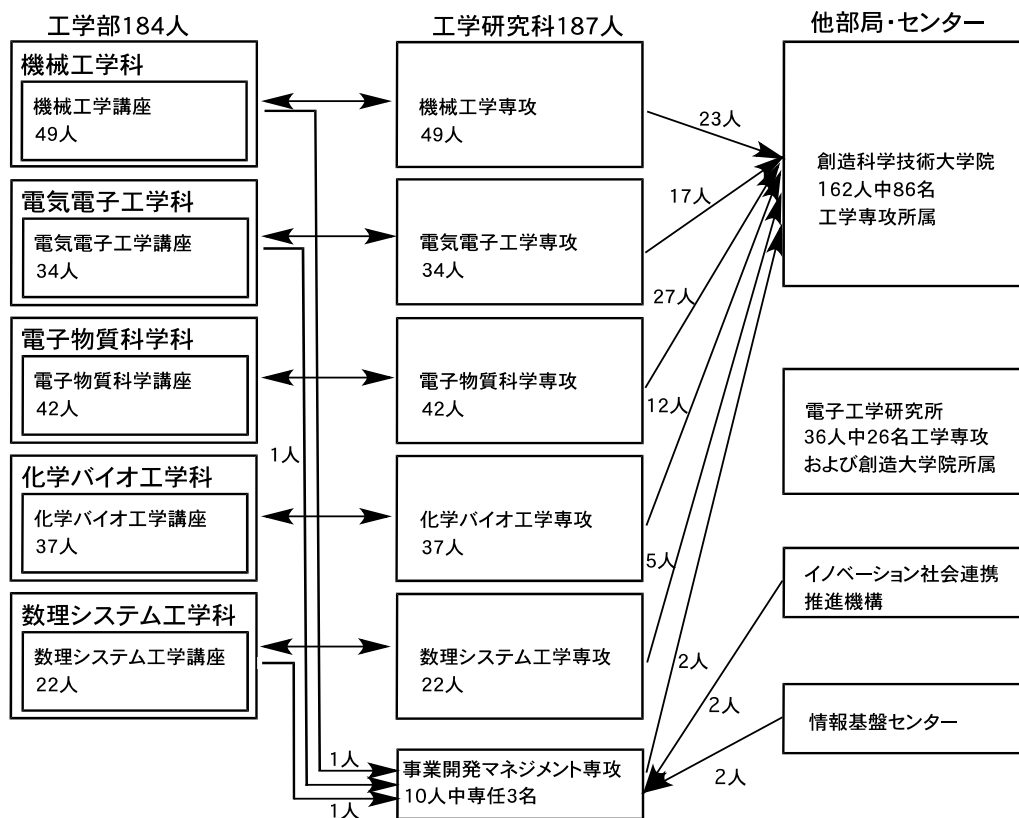 工学部184人
機械工学科
機械工学講座
49人
電気電子工学科
電気電子工学講座
34人
電子物質科学科
電子物質科学講座
42人
化学バイオ工学科
化学バイオ工学講座
37人
数理システム工学科
数理システム工学講座
22人
1人
1人
1人
工学研究科187人
機械工学専攻
49人
電気電子工学専攻
34人
電子物質科学専攻
42人
化学バイオ工学専攻
37人
数理システム工学専攻
22人
事業開発マネジメント専攻
10人中専任3名
23人
17人
27人
12人
5人
2人
2人
2人
他部局・センター
創造科学技術大学院
162人中86名
工学専攻所属
電子工学研究所
36人中26名工学専攻
および創造大学院所属
イノベーション社会連携
推進機構
情報基盤センター